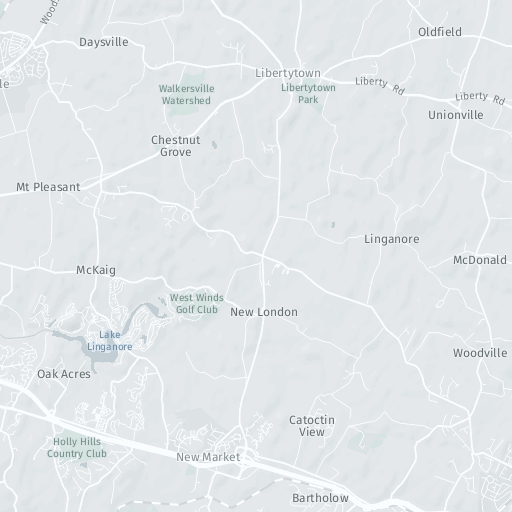 Woods
Oldfield
Daysville
Libertytown
Liberty Rd
Walkersville
Watershed
Libertytown
Park
Liberty Rd
Unionville
Chestnut
Grove
Mt Pleasant
Linganore
McDonald
McKaig
West Winds
Golf Club
New London
Lake
Linganore
Woodville
Oak Acres
Catoctin
View
Holly Hills
Country Club
New Market
Bartholow